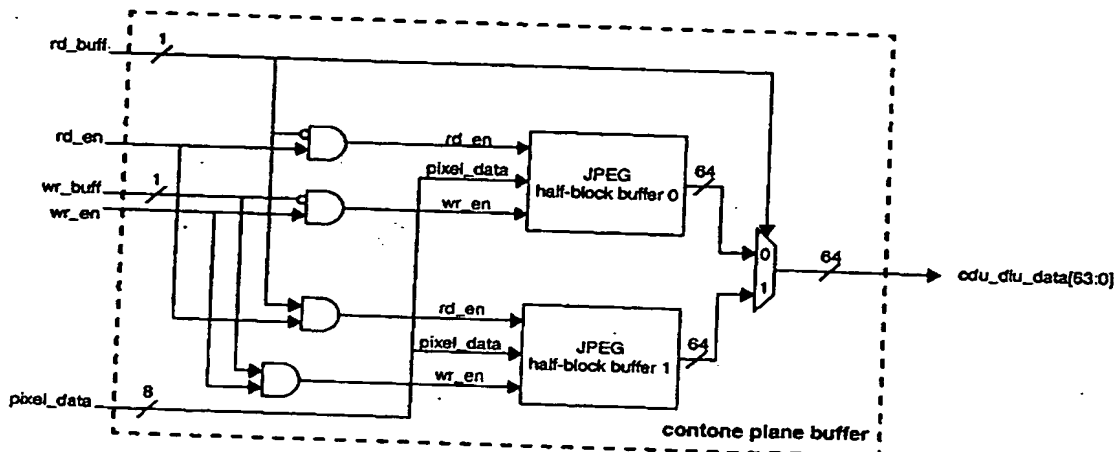 rd_buff
1
rd_en
rd_en
pixel_data
JPEG
half-block buffer 0
64
wr_buff
1
wr_en
wr_en
0
64
cdu_diu_data[63:0]
1
rd_en
pixel_data
JPEG
half-block buffer 1
64
wr_en
pixel_data
8
contone plane buffer